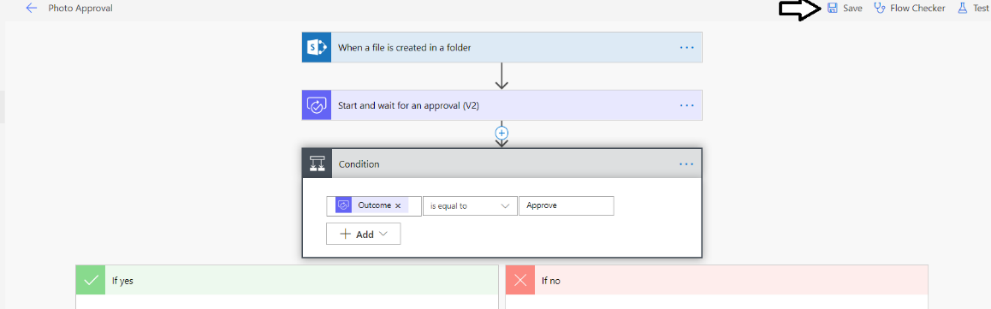 Photo Approval
Save Flow Checker Test
When a file is created in a folder
Start and wait for an approval (V2)
Condition
Outcome is equal to Approve
Add
If yes If no